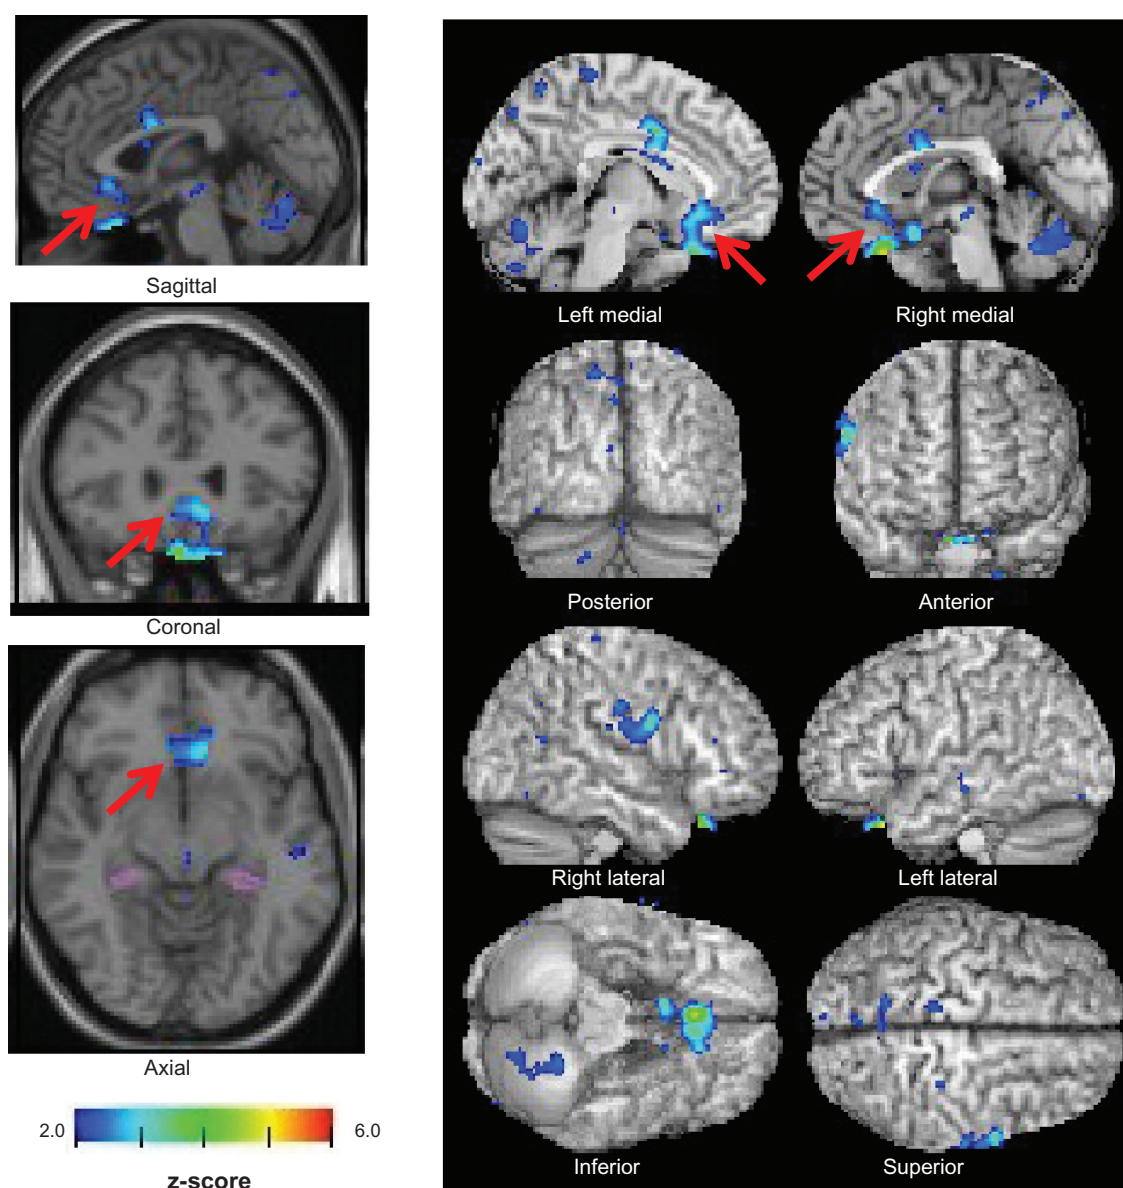 Sagittal
Coronal
Axial
2.0 6.0
z-score
Left medial Right medial
Posterior Anterior
Right lateral Left lateral
Inferior Superior